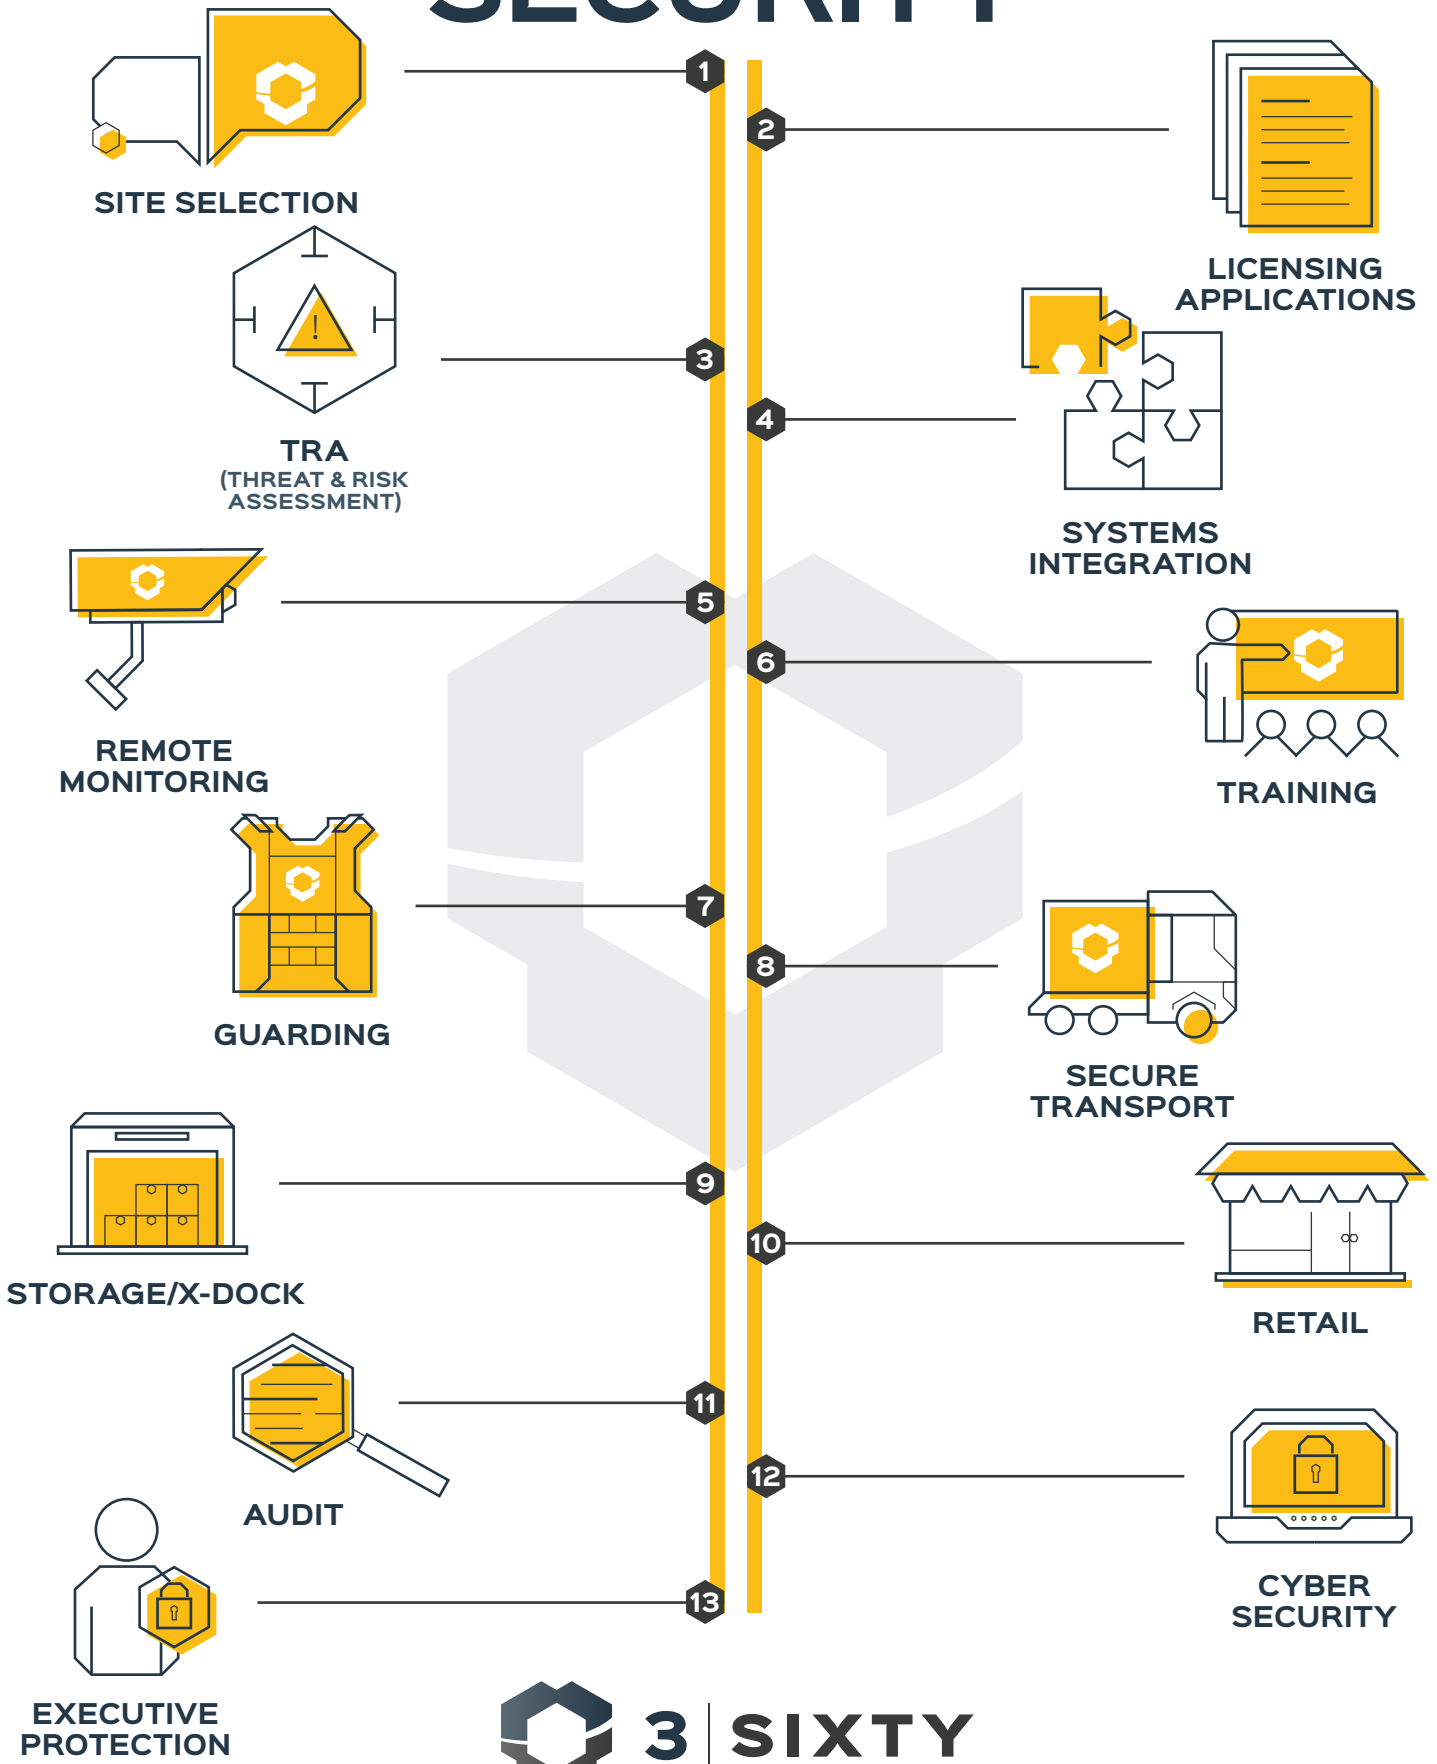 SECURITY
1
SITE SELECTION
2
LICENSING
APPLICATIONS
!
3
TRA
(THREAT & RISK
ASSESSMENT)
4
SYSTEMS
INTEGRATION
5
REMOTE
MONITORING
6
TRAINING
7
GUARDING
8
SECURE
TRANSPORT
9
STORAGE/X-DOCK
10
RETAIL
11
AUDIT
12
CYBER
SECURITY
13
EXECUTIVE
PROTECTION
3 | SIXTY